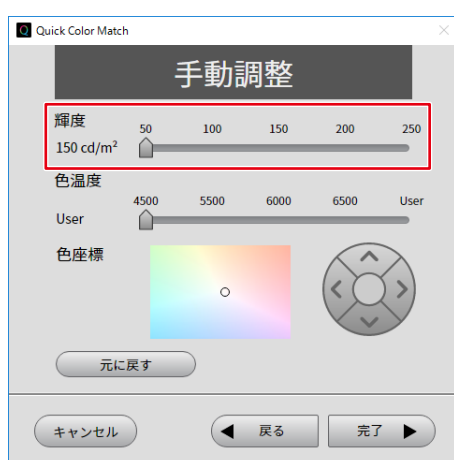 Quick Color Match
手動調整
輝度
50 100 150 200 250
150 cd/m²
色温度
4500 5500 6000 6500 User
User
色座標
元に戻す
キャンセル 戻る 完了